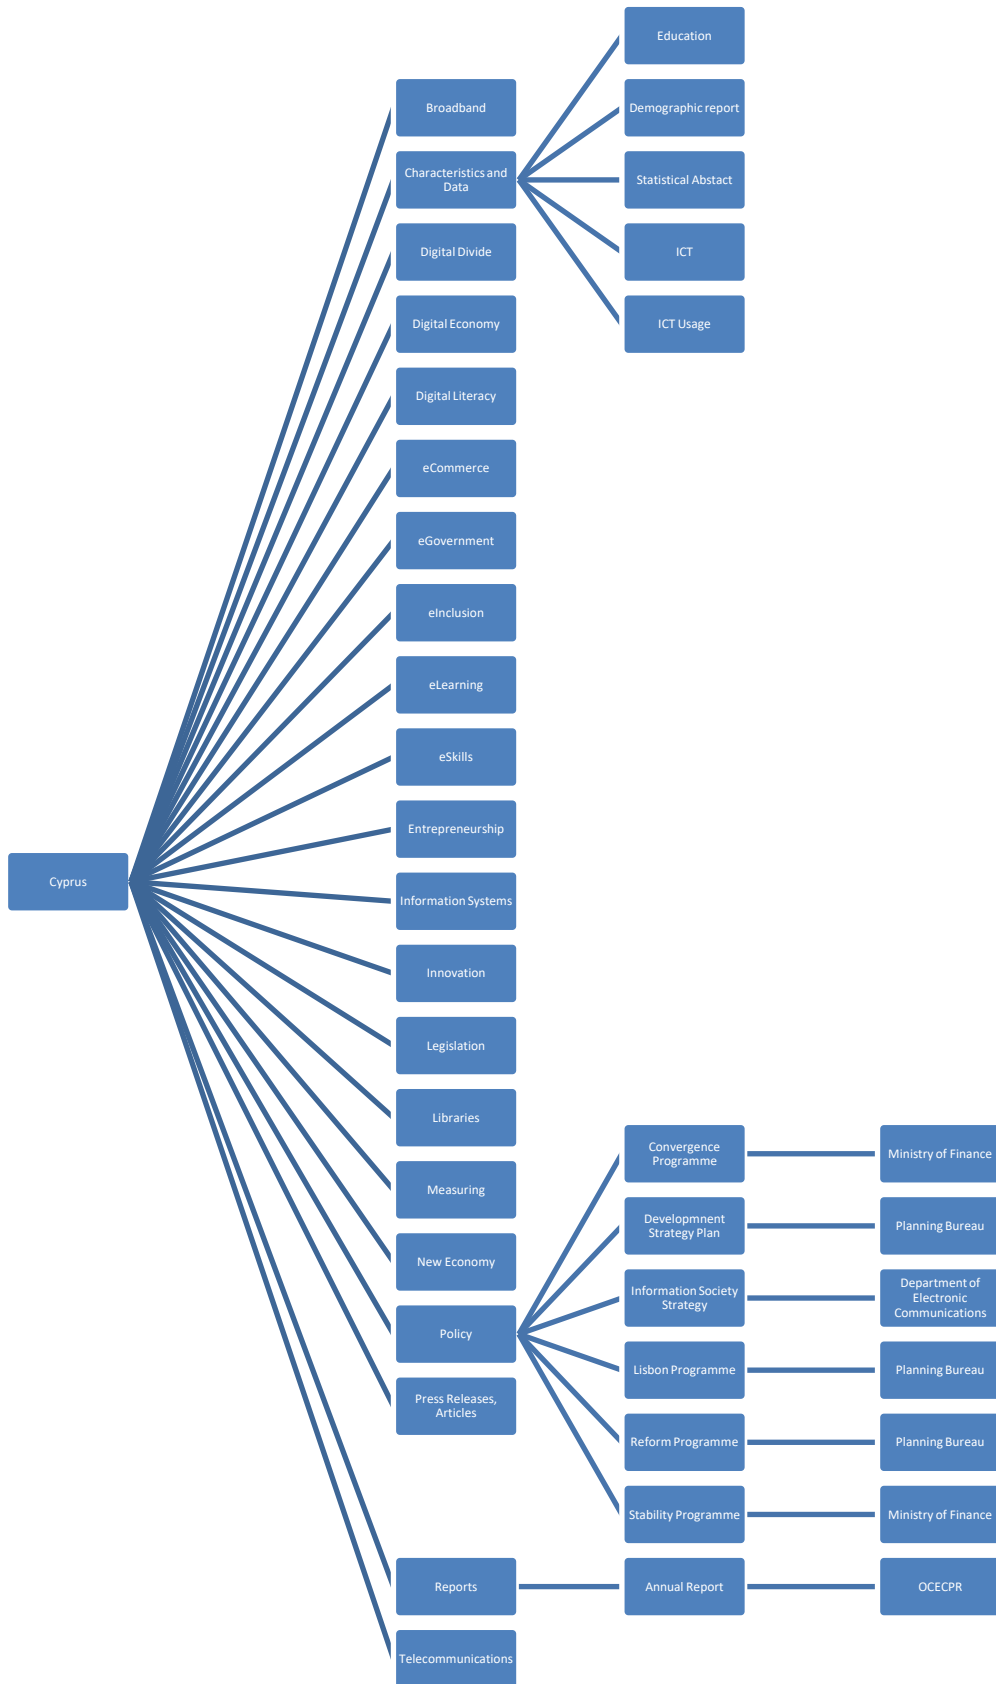 Education
Broadband
Demographic report
Characteristics and
Data
Statistical Abstact
Digital Divide
ICT
Digital Economy
ICT Usage
Digital Literacy
eCommerce
eGovernment
eInclusion
eLearning
eSkills
Entrepreneurship
Cyprus
Information Systems
Innovation
Legislation
Libraries
Convergence
Programme
Ministry of Finance
Measuring
Developmnent
Strategy Plan
Planning Bureau
New Economy
Information Society
Strategy
Department of
Electronic
Communications
Policy
Lisbon Programme
Planning Bureau
Press Releases,
Articles
Reform Programme
Planning Bureau
Stability Programme
Ministry of Finance
Reports
Annual Report
OCECPR
Telecommunications